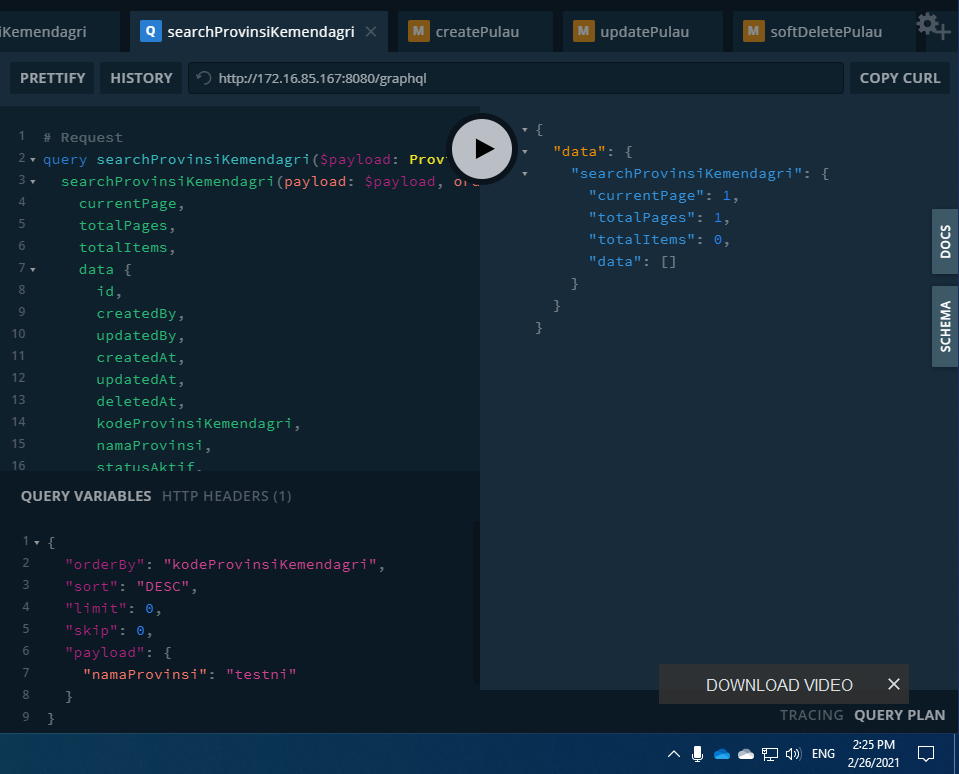 iKemendagri
Q searchProvinsiKemendagri
M createPulau
M updatePulau
M softDeletePulau
PRETTIFY
HISTORY
http://172.16.85.167:8080/graphql
COPY CURL
1 # Request
2 query searchProvinsiKemendagri($payload: Prov
3 searchProvinsiKemendagri(payload: $payload, ord
4 currentPage,
5 totalPages,
6 totalItems,
7 data {
8 id,
9 createdBy,
10 updatedBy,
11 createdAt,
12 updatedAt,
13 deletedAt,
14 kodeProvinsiKemendagri,
15 namaProvinsi,
16 statusAktif,
{
"data": {
"searchProvinsiKemendagri": {
"currentPage": 1,
"totalPages": 1,
"totalItems": 0,
"data": []
}
}
}
DOCS
SCHEMA
QUERY VARIABLES HTTP HEADERS (1)
1 {
2 "orderBy": "kodeProvinsiKemendagri",
3 "sort": "DESC",
4 "limit": 0,
5 "skip": 0,
6 "payload": {
7 "namaProvinsi": "testni"
8 }
9 }
DOWNLOAD VIDEO
TRACING QUERY PLAN
ENG
2:25 PM
2/26/2021